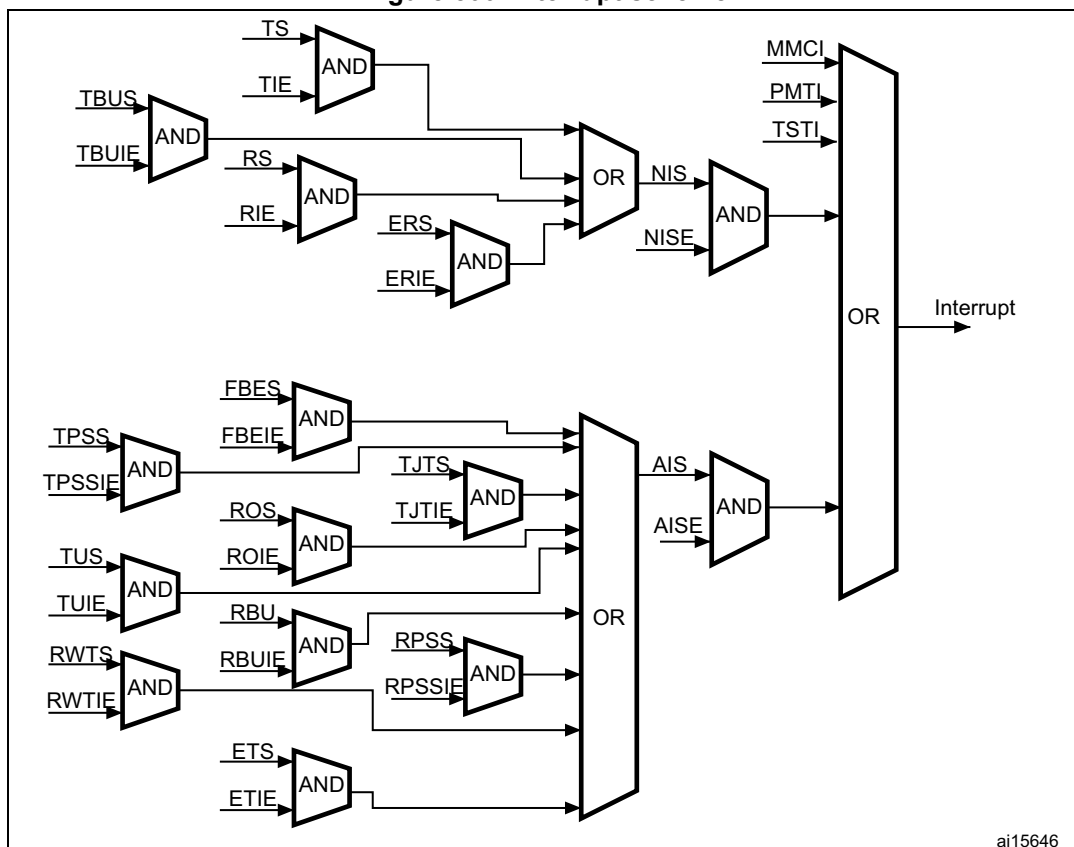 TS
AND
TIE
TBUS
AND
TBUIE
RS
AND
RIE
ERS
AND
ERIE
OR
NIS
AND
NISE
MMCI
PMTI
TSTI
OR
Interrupt
FBES
AND
FBEIE
TPSS
AND
TPSSIE
TJTS
AND
TJTIE
ROS
AND
ROIE
TUS
AND
TUIE
RBU
AND
RBUIE
RPSS
AND
RPSSIE
RWTS
AND
RWTIE
ETS
AND
ETIE
OR
AIS
AND
AISE
ai15646